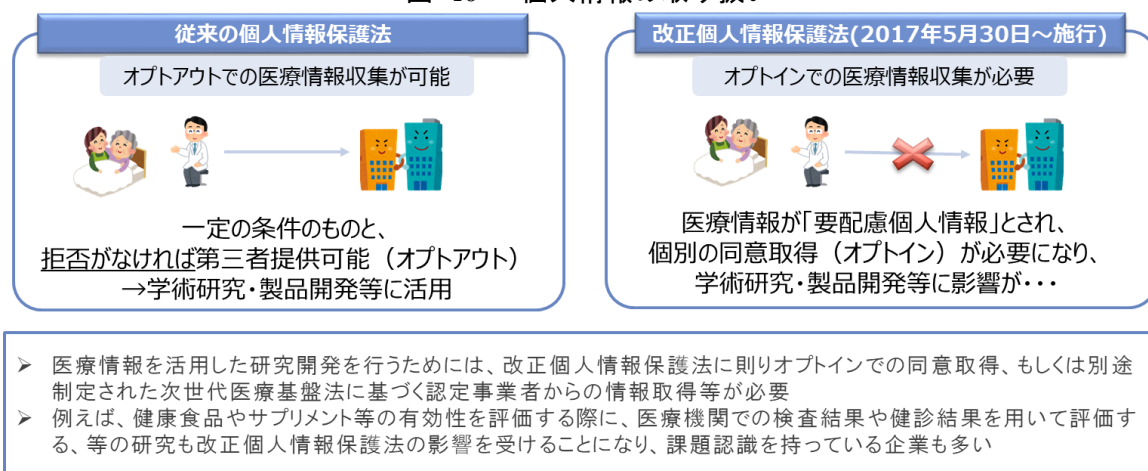 従来の個人情報保護法
オプトアウトでの医療情報収集が可能
一定の条件のものと、
拒否がなければ第三者提供可能（オプトアウト）
→学術研究・製品開発等に活用
改正個人情報保護法(2017年5月30日～施行)
オプトインでの医療情報収集が必要
医療情報が「要配慮個人情報」とされ、
個別の同意取得（オプトイン）が必要になり、
学術研究・製品開発等に影響が・・・
➢ 医療情報を活用した研究開発を行うためには、改正個人情報保護法に則りオプトインでの同意取得、もしくは別途
制定された次世代医療基盤法に基づく認定事業者からの情報取得等が必要
➢ 例えば、健康食品やサプリメント等の有効性を評価する際に、医療機関での検査結果や健診結果を用いて評価す
る、等の研究も改正個人情報保護法の影響を受けることになり、課題認識を持っている企業も多い